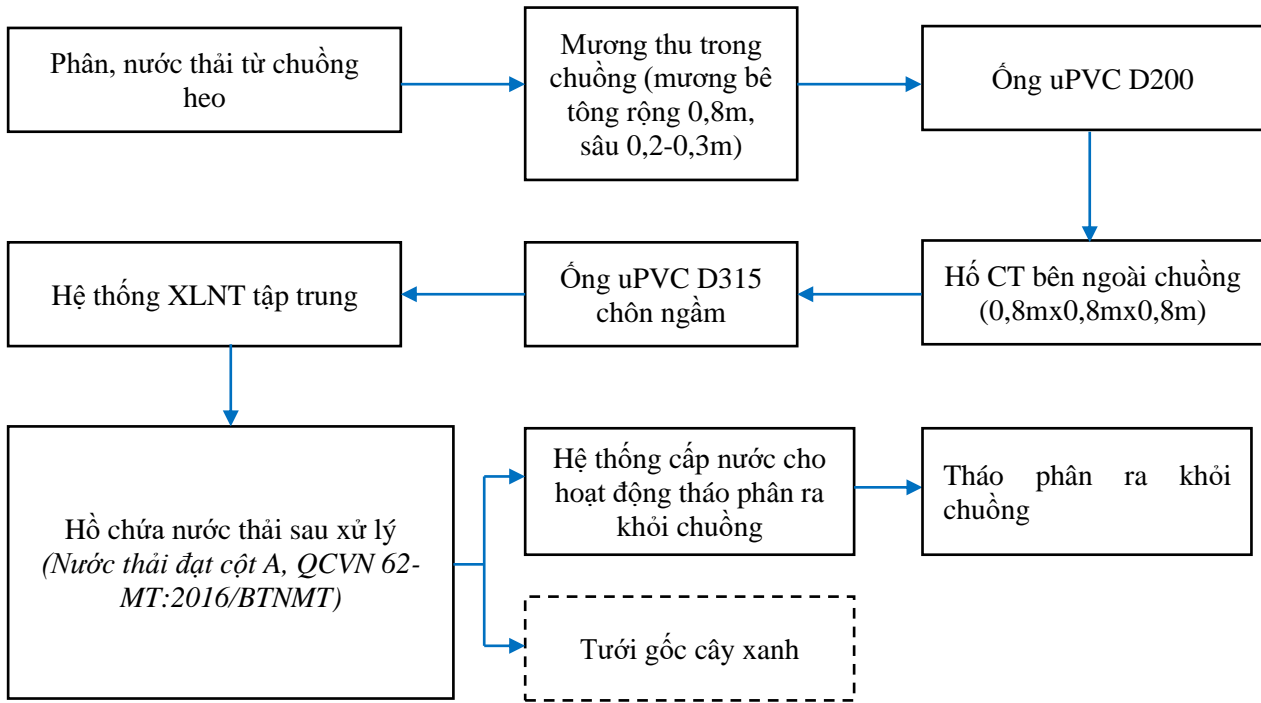 Phân, nước thải từ chuồng
heo
Mương thu trong
chuồng (mương bê
tông rộng 0,8m,
sâu 0,2-0,3m)
Ống uPVC D200
Hố CT bên ngoài chuồng
(0,8mx0,8mx0,8m)
Ống uPVC D315
chôn ngầm
Hệ thống XLNT tập trung
Hồ chứa nước thải sau xử lý
(Nước thải đạt cột A, QCVN 62-
MT:2016/BTNMT)
Hệ thống cấp nước cho
hoạt động tháo phân ra
khỏi chuồng
Tháo phân ra khỏi
chuồng
Tưới gốc cây xanh